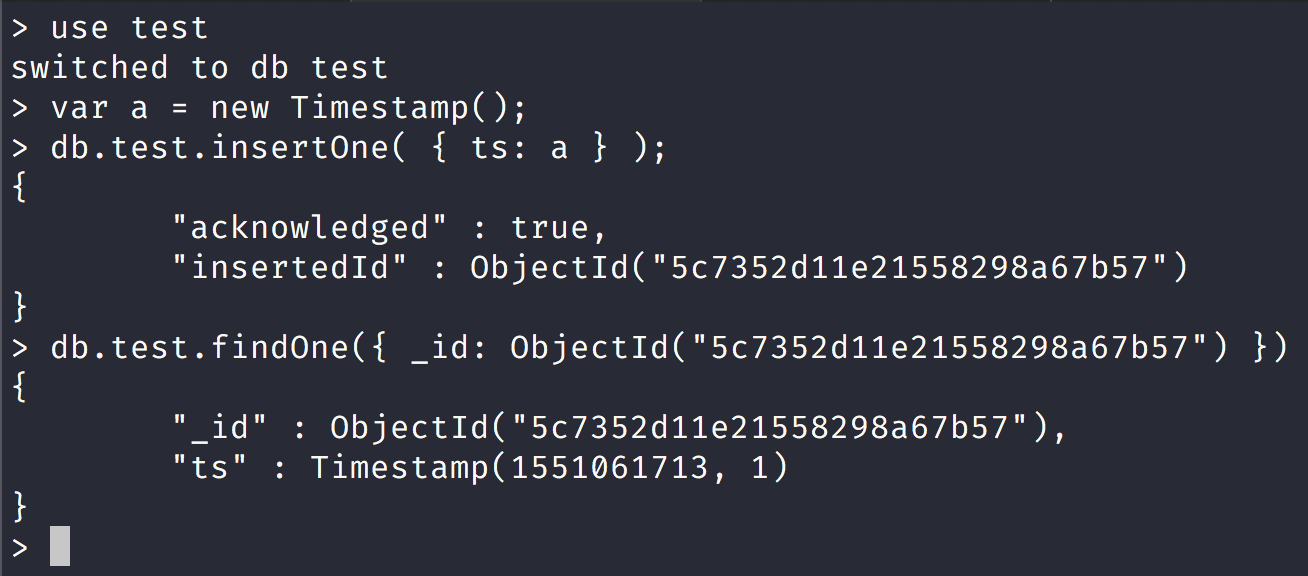 > use test
switched to db test
> var a = new Timestamp();
> db.test.insertOne( { ts: a } );
{
        "acknowledged" : true,
        "insertedId" : ObjectId("5c7352d11e21558298a67b57")
}
> db.test.findOne({ _id: ObjectId("5c7352d11e21558298a67b57") })
{
        "_id" : ObjectId("5c7352d11e21558298a67b57"),
        "ts" : Timestamp(1551061713, 1)
}
>